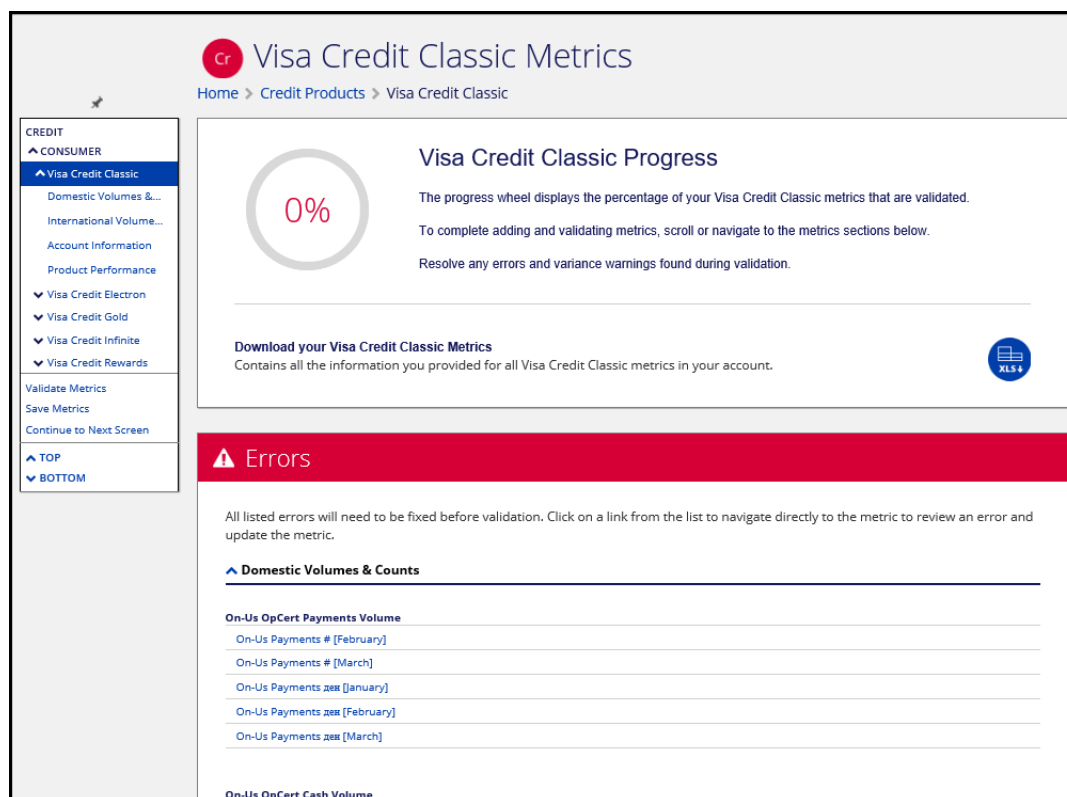 Cr Visa Credit Classic Metrics
Home > Credit Products > Visa Credit Classic
CREDIT
CONSUMER
Visa Credit Classic
Domestic Volumes &...
International Volume...
Account Information
Product Performance
Visa Credit Electron
Visa Credit Gold
Visa Credit Infinite
Visa Credit Rewards
Validate Metrics
Save Metrics
Continue to Next Screen
TOP
BOTTOM
0%
Visa Credit Classic Progress
The progress wheel displays the percentage of your Visa Credit Classic metrics that are validated.
To complete adding and validating metrics, scroll or navigate to the metrics sections below.
Resolve any errors and variance warnings found during validation.
Download your Visa Credit Classic Metrics
Contains all the information you provided for all Visa Credit Classic metrics in your account.
XLS
Errors
All listed errors will need to be fixed before validation. Click on a link from the list to navigate directly to the metric to review an error and
update the metric.
Domestic Volumes & Counts
On-Us OpCert Payments Volume
On-Us Payments # [February]
On-Us Payments # [March]
On-Us Payments ден [January]
On-Us Payments ден [February]
On-Us Payments ден [March]
On-Us OpCert Cash Volume